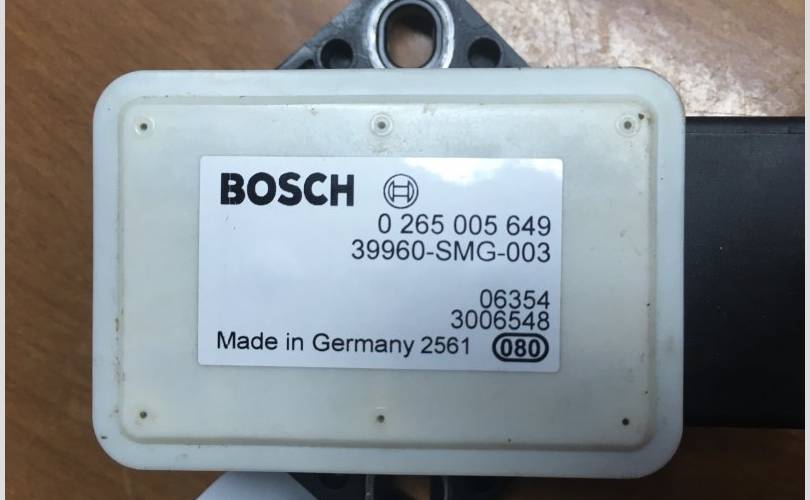 BOSCH
0 265 005 649
39960-SMG-003
06354
3006548
Made in Germany 2561 080